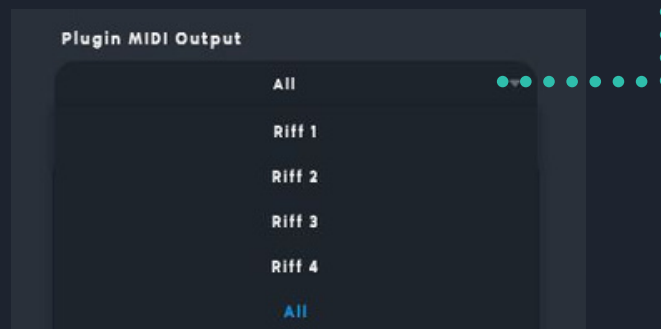 Plugin MIDI Output
All
Riff 1
Riff 2
Riff 3
Riff 4
All